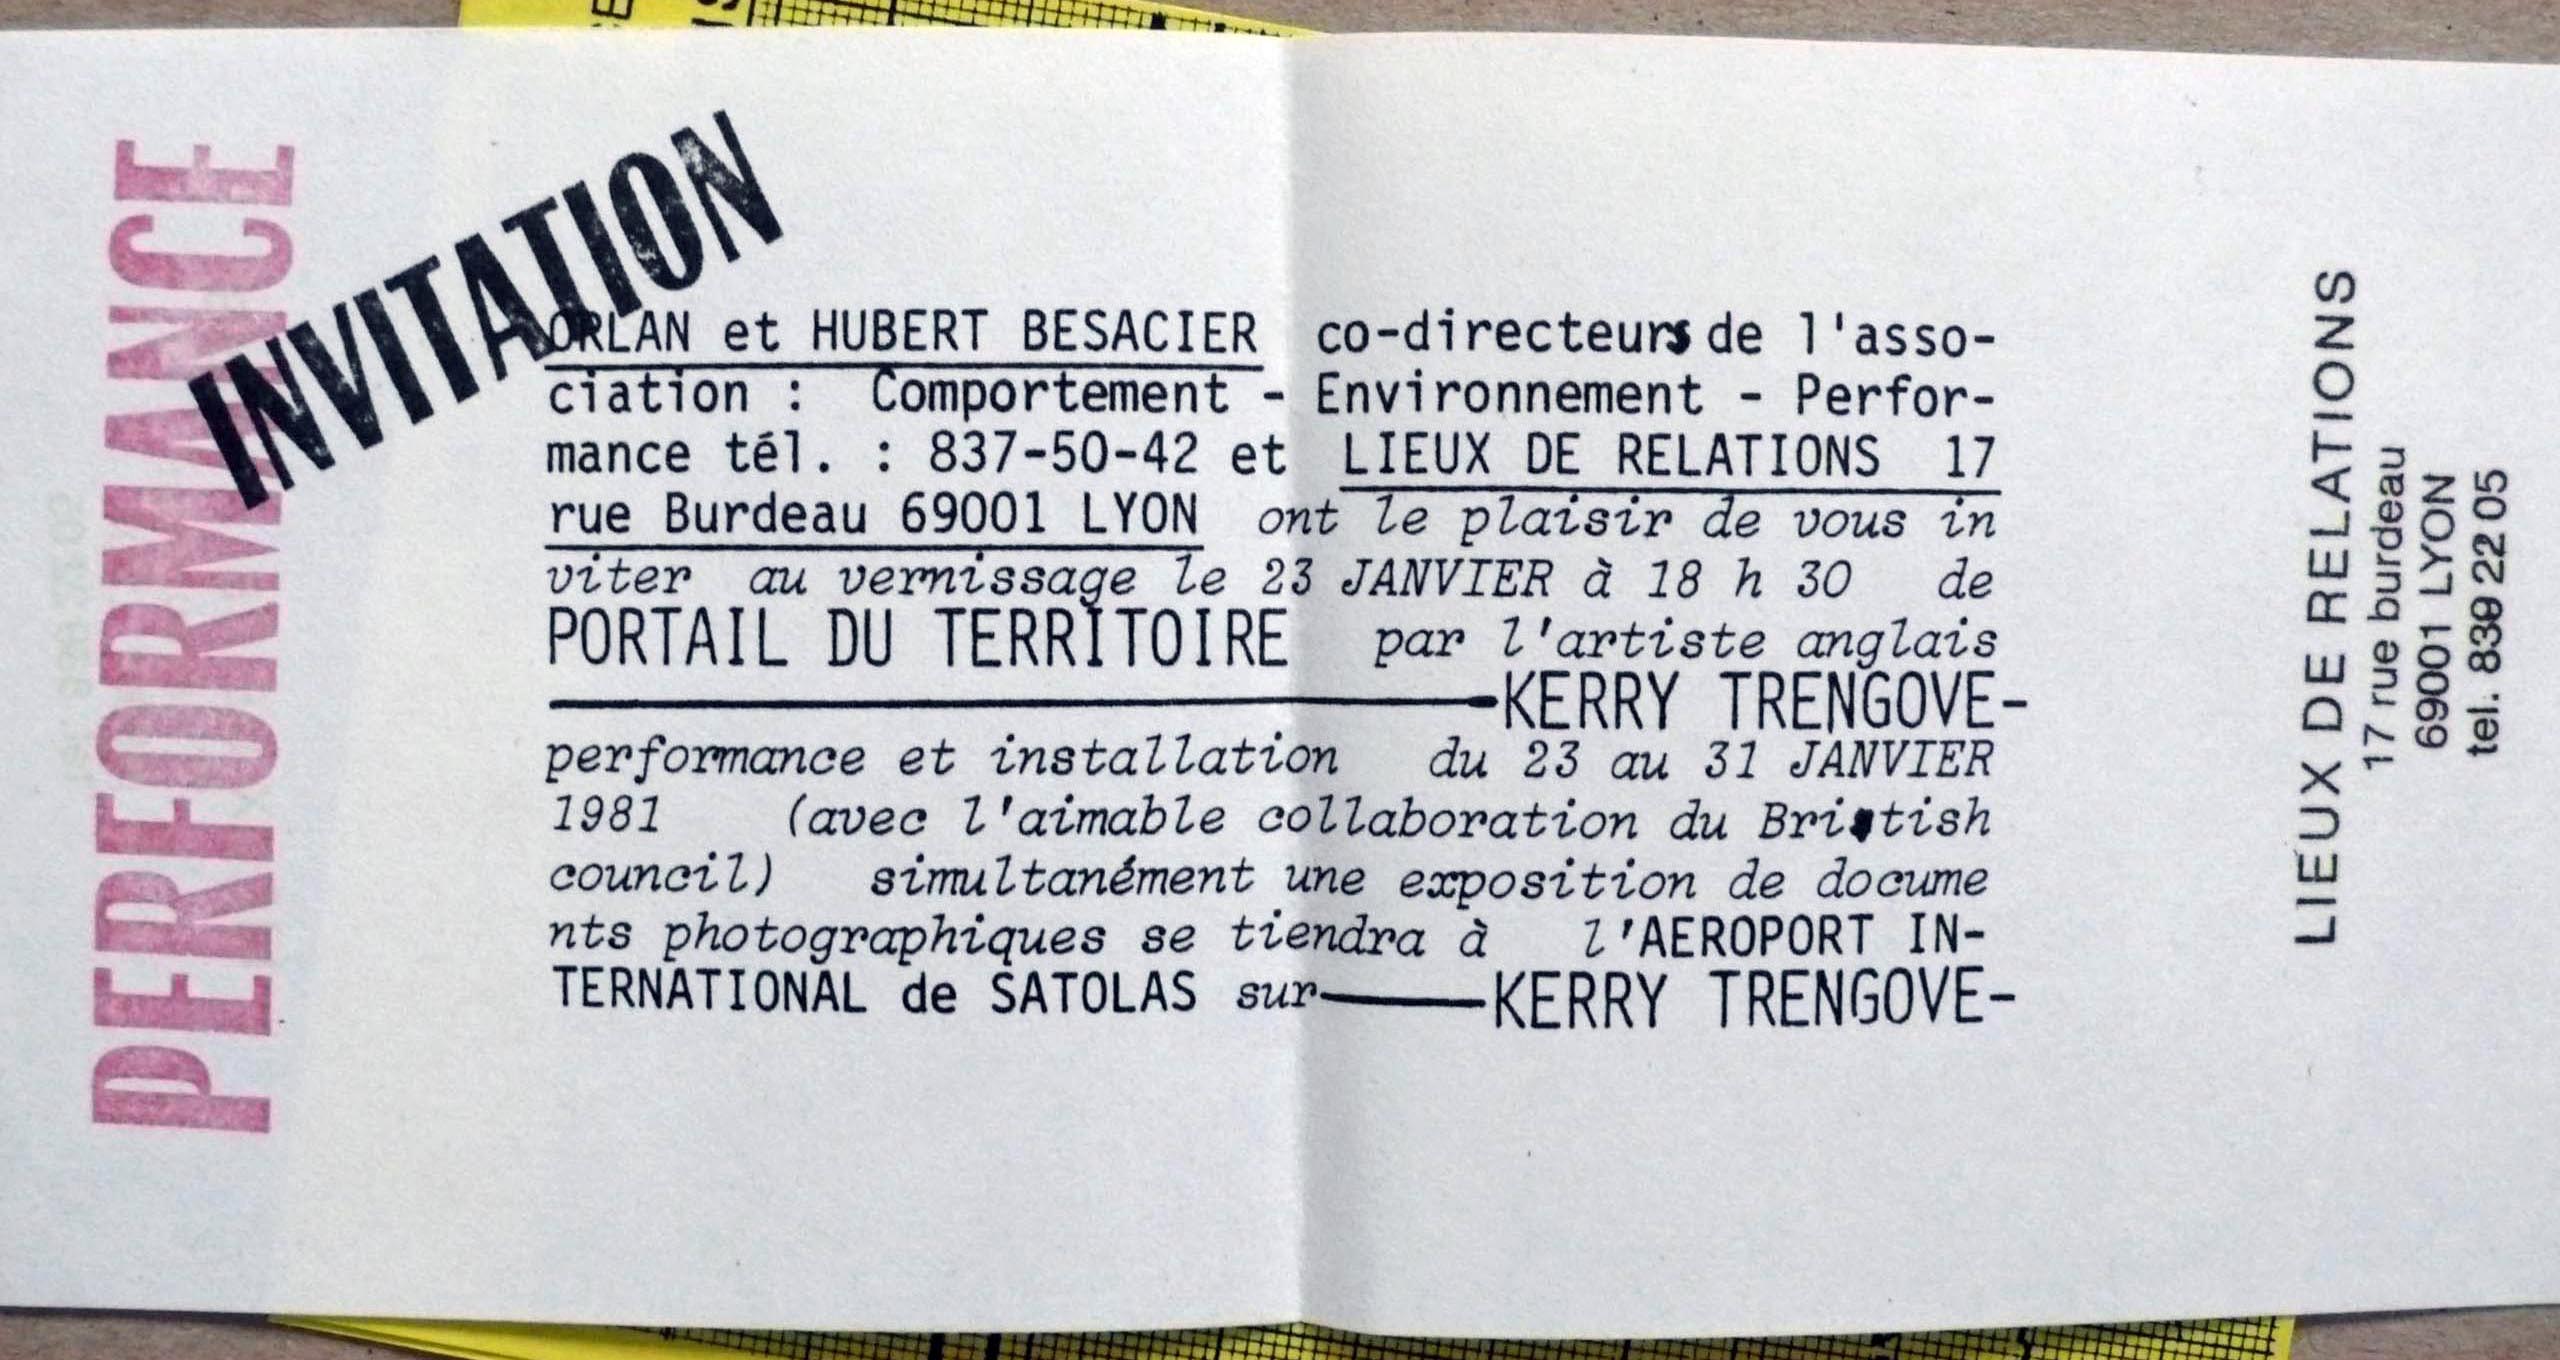 PERFORMANCE
INVITATION
ORLAN et HUBERT BESACIER co-directeurs de l'asso-
ciation : Comportement - Environnement - Perfor-
mance tél. : 837-50-42 et LIEUX DE RELATIONS 17
rue Burdeau 69001 LYON ont le plaisir de vous in
viter au vernissage le 23 JANVIER à 18 h 30 de
PORTAIL DU TERRITOIRE par l'artiste anglais
KERRY TRENGOVE-
performance et installation du 23 au 31 JANVIER
1981 (avec l'aimable collaboration du British
council) simultanément une exposition de docume
nts photographiques se tiendra à l'AEROPORT IN-
TERNATIONAL de SATOLAS sur—KERRY TRENGOVE-
LIEUX DE RELATIONS
17 rue burdeau
69001 LYON
tel. 839 22 05